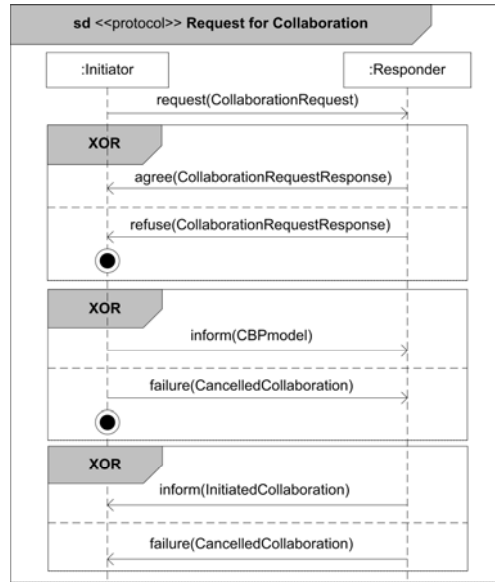 sd <<protocol>> Request for Collaboration
:Initiator
:Responder
request(CollaborationRequest)
XOR
agree(CollaborationRequestResponse)
refuse(CollaborationRequestResponse)
XOR
inform(CBPmodel)
failure(CancelledCollaboration)
XOR
inform(InitiatedCollaboration)
failure(CancelledCollaboration)